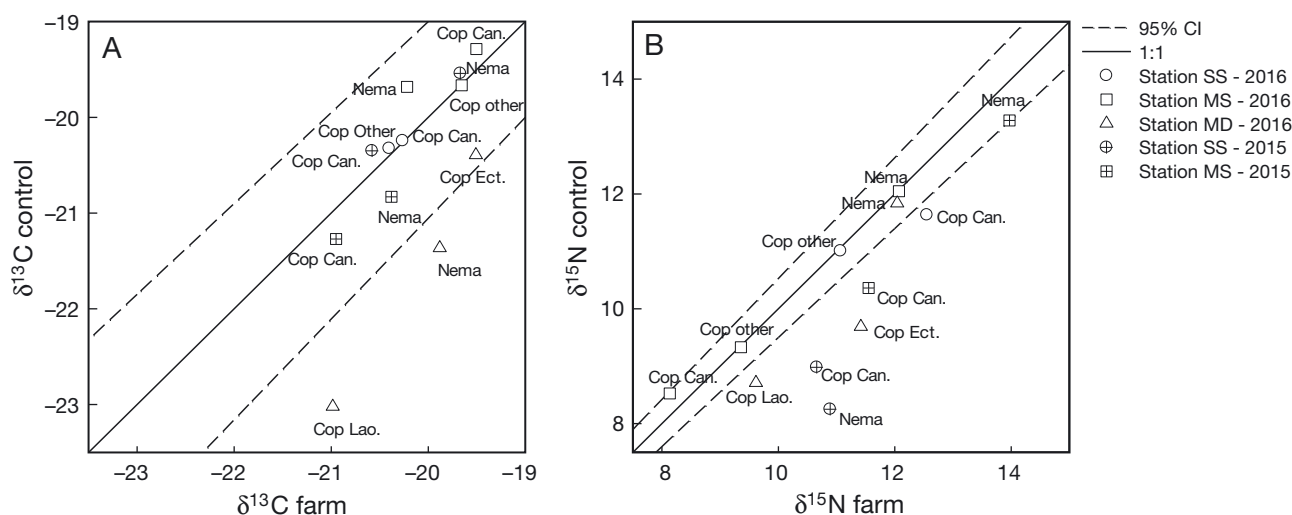 A
−19
−20
−21
−22
−23
δ13C control
−23
−22
−21
−20
−19
δ13C farm
Cop Can.
Nema
Nema
Cop other
Cop Other
Cop Can.
Cop Can.
Cop Ect.
Nema
Cop Can.
Nema
Cop Lao.
B
14
12
10
8
δ15N control
8
10
12
14
δ15N farm
Nema
Nema
Nema
Cop Can.
Cop other
Cop Can.
Cop other
Cop Ect.
Cop Can.
Cop Can.
Cop Lao.
Nema
95% CI
1:1
Station SS - 2016
Station MS - 2016
Station MD - 2016
Station SS - 2015
Station MS - 2015